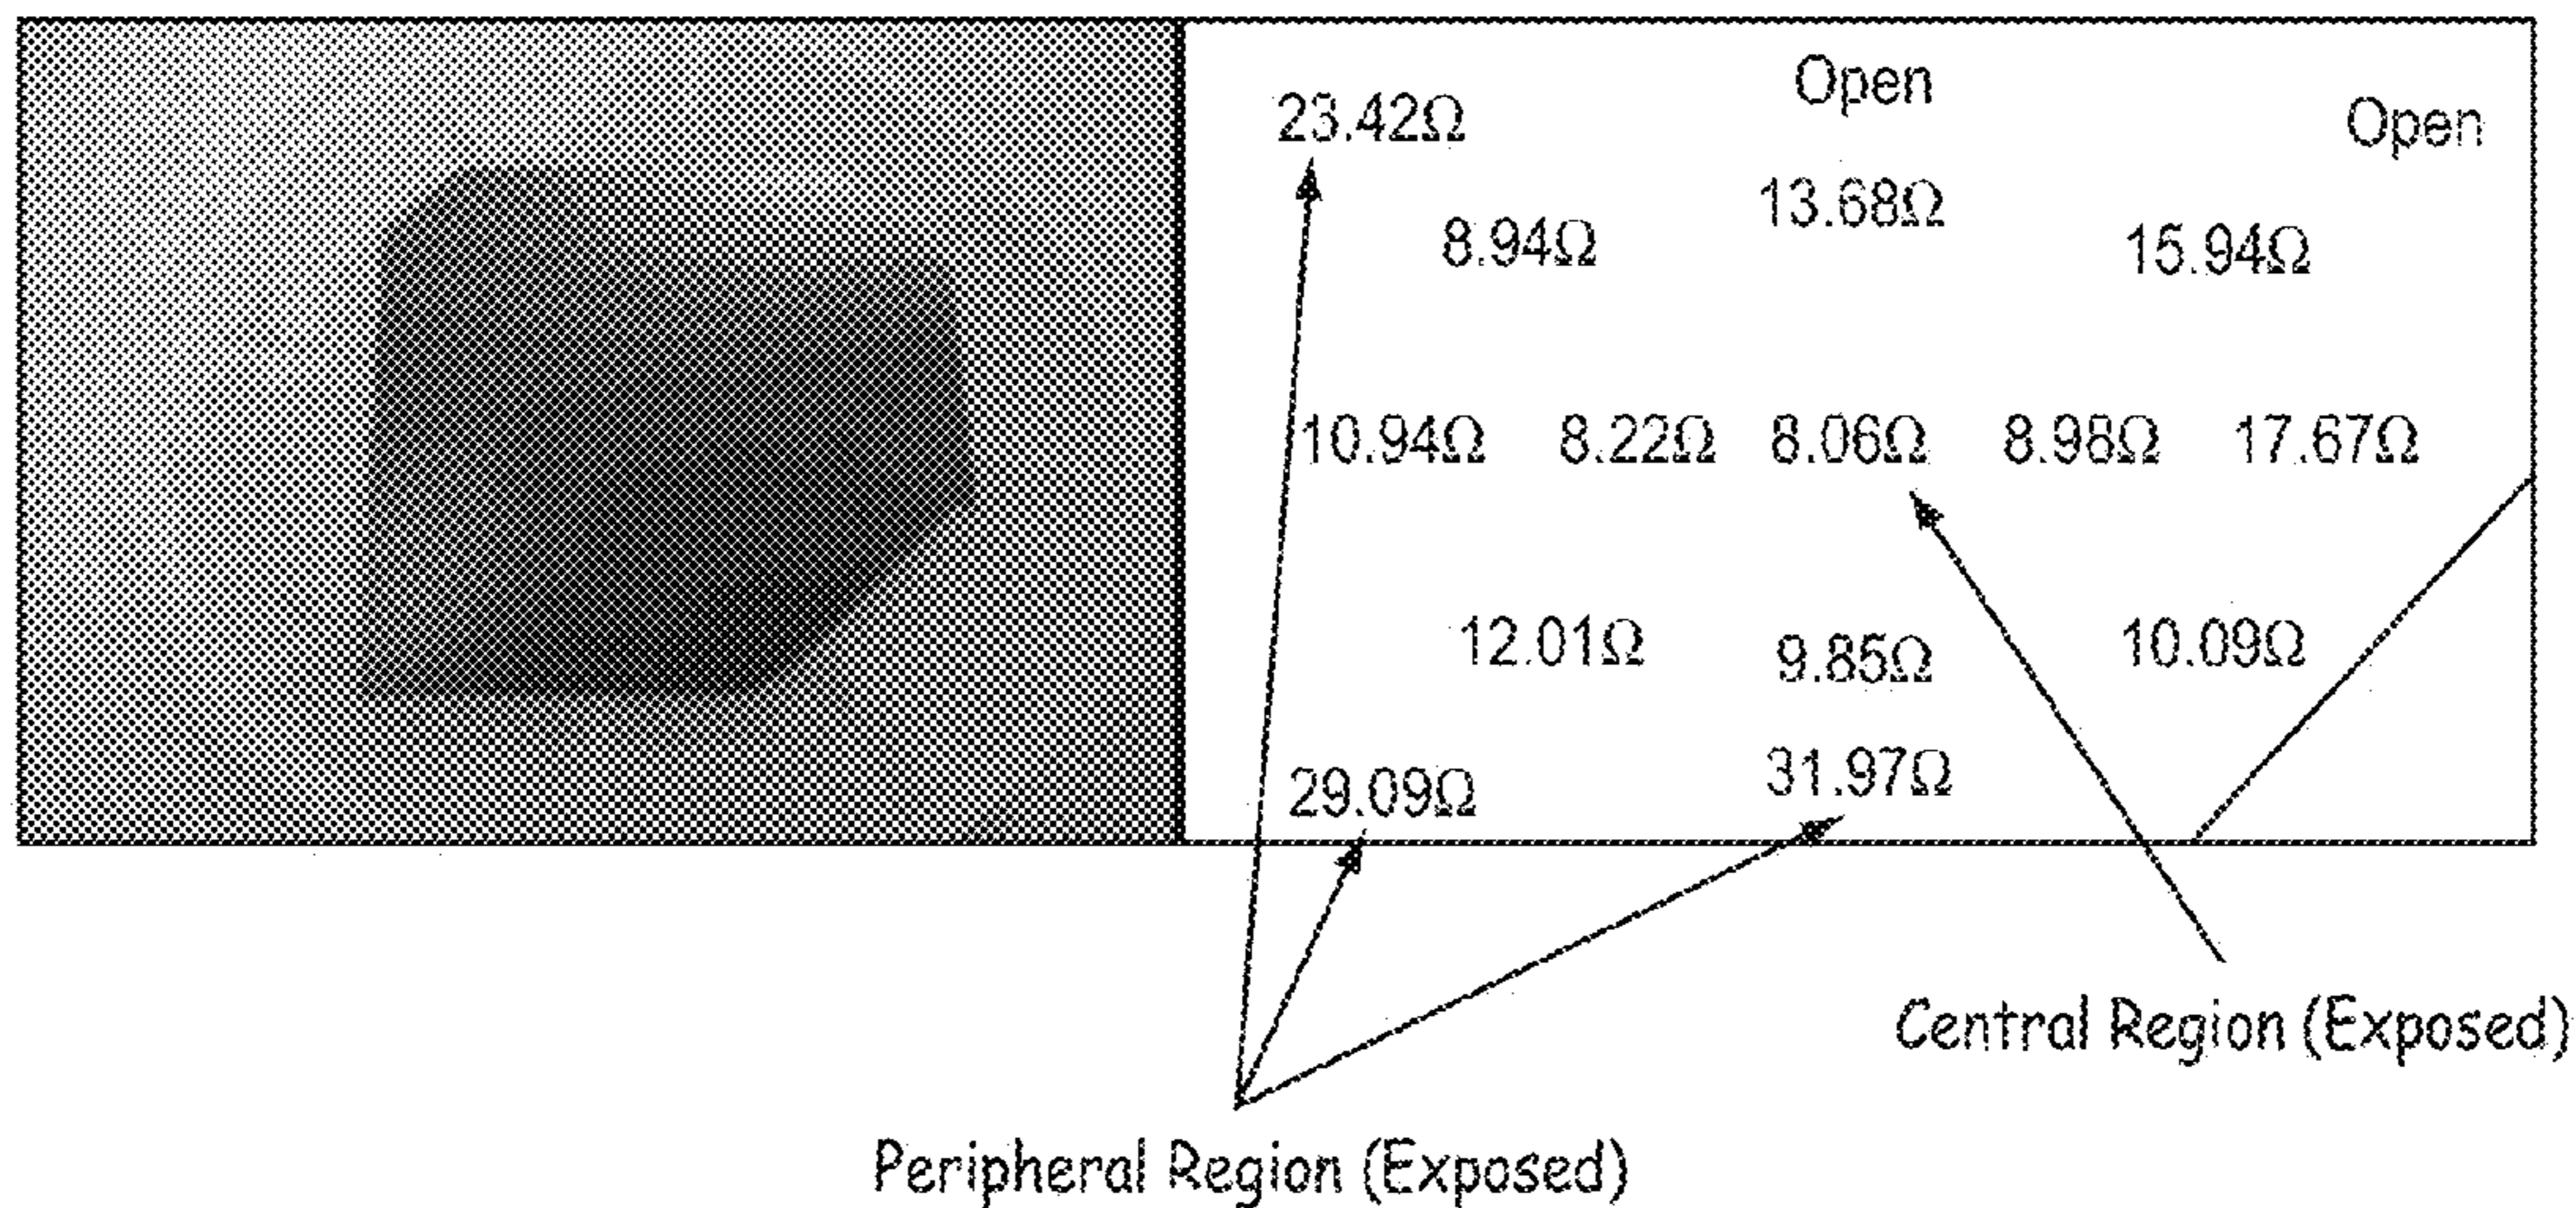 Open
23.42Ω
Open
13.68Ω
8.94Ω
15.94Ω
10.94Ω 8.22Ω 8.06Ω 8.98Ω 17.67Ω
12.01Ω 9.85Ω 10.09Ω
29.09Ω 31.97Ω
Central Region (Exposed)
Peripheral Region (Exposed)